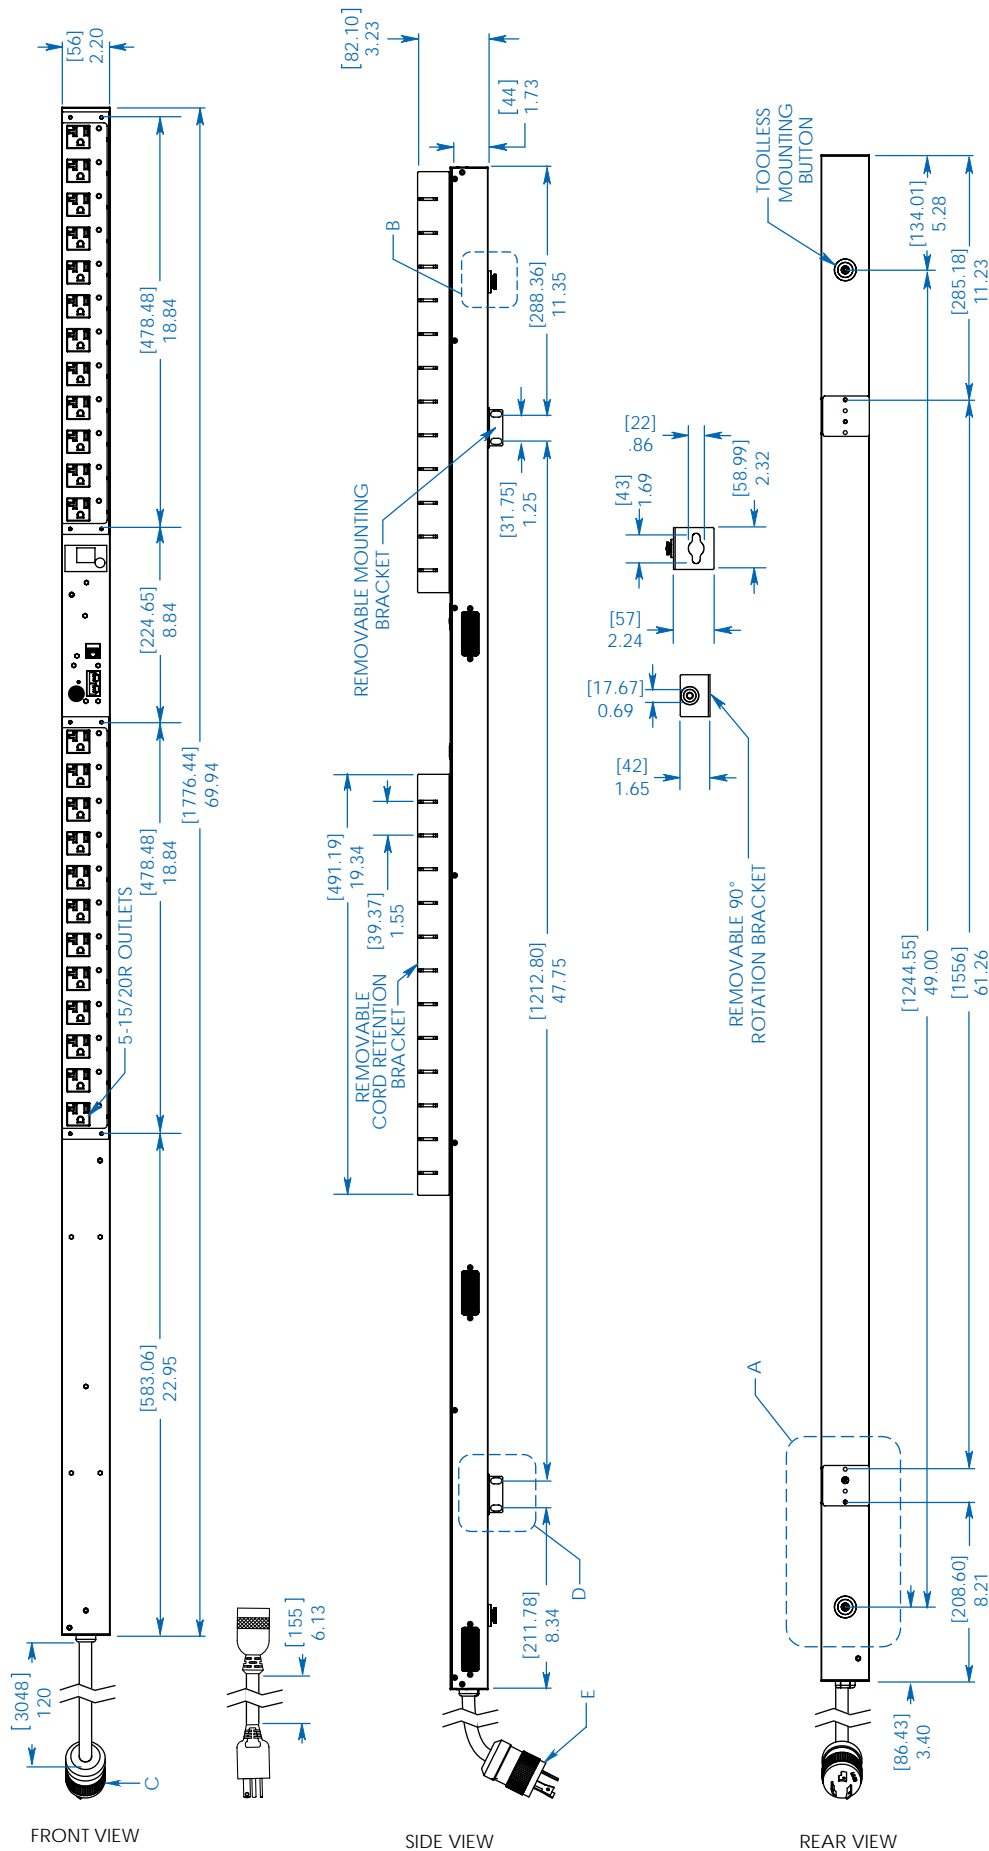 [56]
2.20
[478.48]
18.84
[224.65]
8.84
[1776.44]
69.94
[478.48]
18.84
5-15/20R OUTLETS
[583.06]
22.95
[3048]
120
C
[155]
6.13
FRONT VIEW
[82.10]
3.23
[44]
1.73
B
[288.36]
11.35
REMOVABLE MOUNTING
BRACKET
[31.75]
1.25
[491.19]
19.34
[39.37]
1.55
REMOVABLE
CORD RETENTION
BRACKET
[1212.80]
47.75
D
[211.78]
8.34
E
SIDE VIEW
[22]
.86
[43]
1.69
[58.99]
2.32
[57]
2.24
[17.67]
0.69
[42]
1.65
REMOVABLE 90°
ROTATION BRACKET
TOOLLESS
MOUNTING
BUTTON
[134.01]
5.28
[285.18]
11.23
[1244.55]
49.00
[1556]
61.26
A
[208.60]
8.21
[86.43]
3.40
REAR VIEW